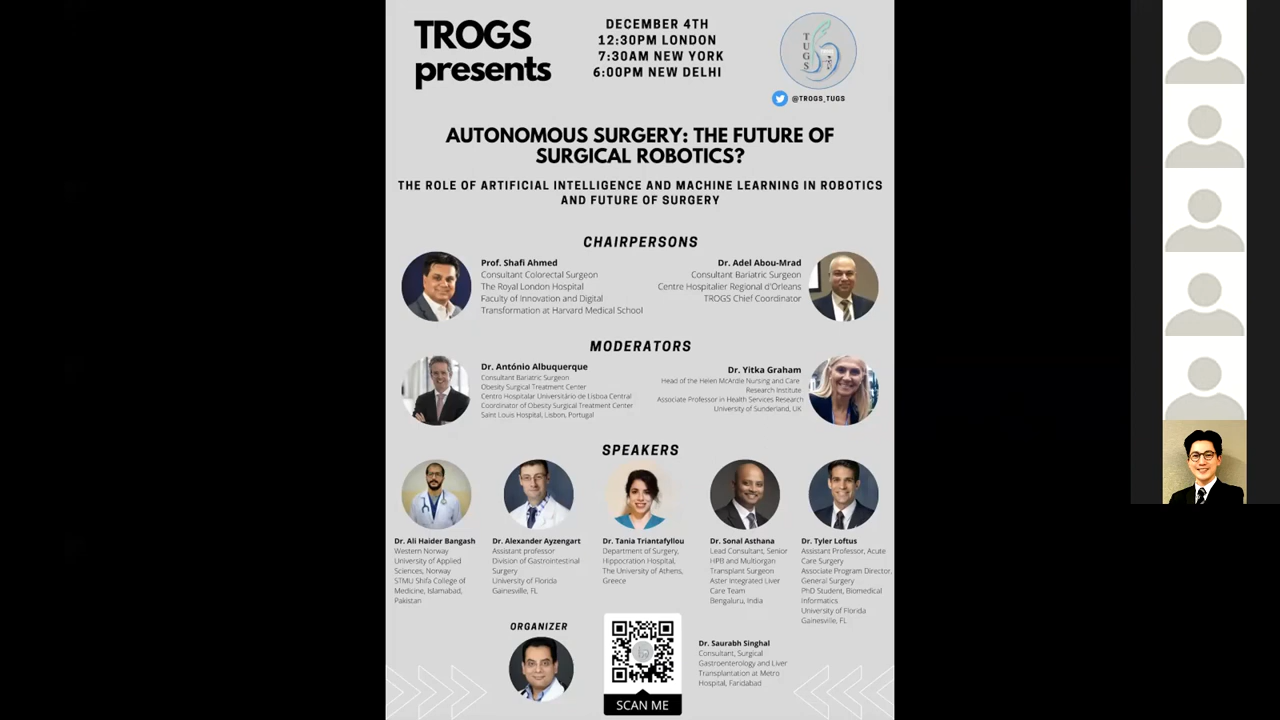 TROGS
presents
DECEMBER 4TH
12:30PM LONDON
7:30AM NEW YORK
6:00PM NEW DELHI
TUGS
@TROGS_TUGS
AUTONOMOUS SURGERY: THE FUTURE OF
SURGICAL ROBOTICS?
THE ROLE OF ARTIFICIAL INTELLIGENCE AND MACHINE LEARNING IN ROBOTICS
AND FUTURE OF SURGERY
CHAIRPERSONS
Prof. Shafi Ahmed
Consultant Colorectal Surgeon
The Royal London Hospital
Faculty of Innovation and Digital
Transformation at Harvard Medical School
Dr. Adel Abou-Mrad
Consultant Bariatric Surgeon
Centre Hospitalier Regional d'Orleans
TROGS Chief Coordinator
MODERATORS
Dr. António Albuquerque
Consultant Bariatric Surgeon
Obesity Surgical Treatment Center
Centro Hospitalar Universitário de Lisboa Central
Coordinator of Obesity Surgical Treatment Center
Saint Louis Hospital, Lisbon, Portugal
Dr. Yitka Graham
Head of the Helen McArdle Nursing and Care
Research Institute
Associate Professor in Health Services Research
University of Sunderland, UK
SPEAKERS
Dr. Ali Haider Bangash
Western Norway
University of Applied
Sciences, Norway
STMU Shifa College of
Medicine, Islamabad,
Pakistan
Dr. Alexander Ayzengart
Assistant professor
Division of Gastrointestinal
Surgery
University of Florida
Gainesville, FL
Dr. Tania Triantafyllou
Department of Surgery,
Hippocration Hospital,
The University of Athens,
Greece
Dr. Sonal Asthana
Lead Consultant, Senior
HPB and Multiorgan
Transplant Surgeon
Aster Integrated Liver
Care Team
Bengaluru, India
Dr. Tyler Loftus
Assistant Professor, Acute
Care Surgery
Associate Program Director,
General Surgery
PhD Student, Biomedical
Informatics
University of Florida
Gainesville, FL
ORGANIZER
SCAN ME
Dr. Saurabh Singhal
Consultant, Surgical
Gastroenterology and Liver
Transplantation at Metro
Hospital, Faridabad